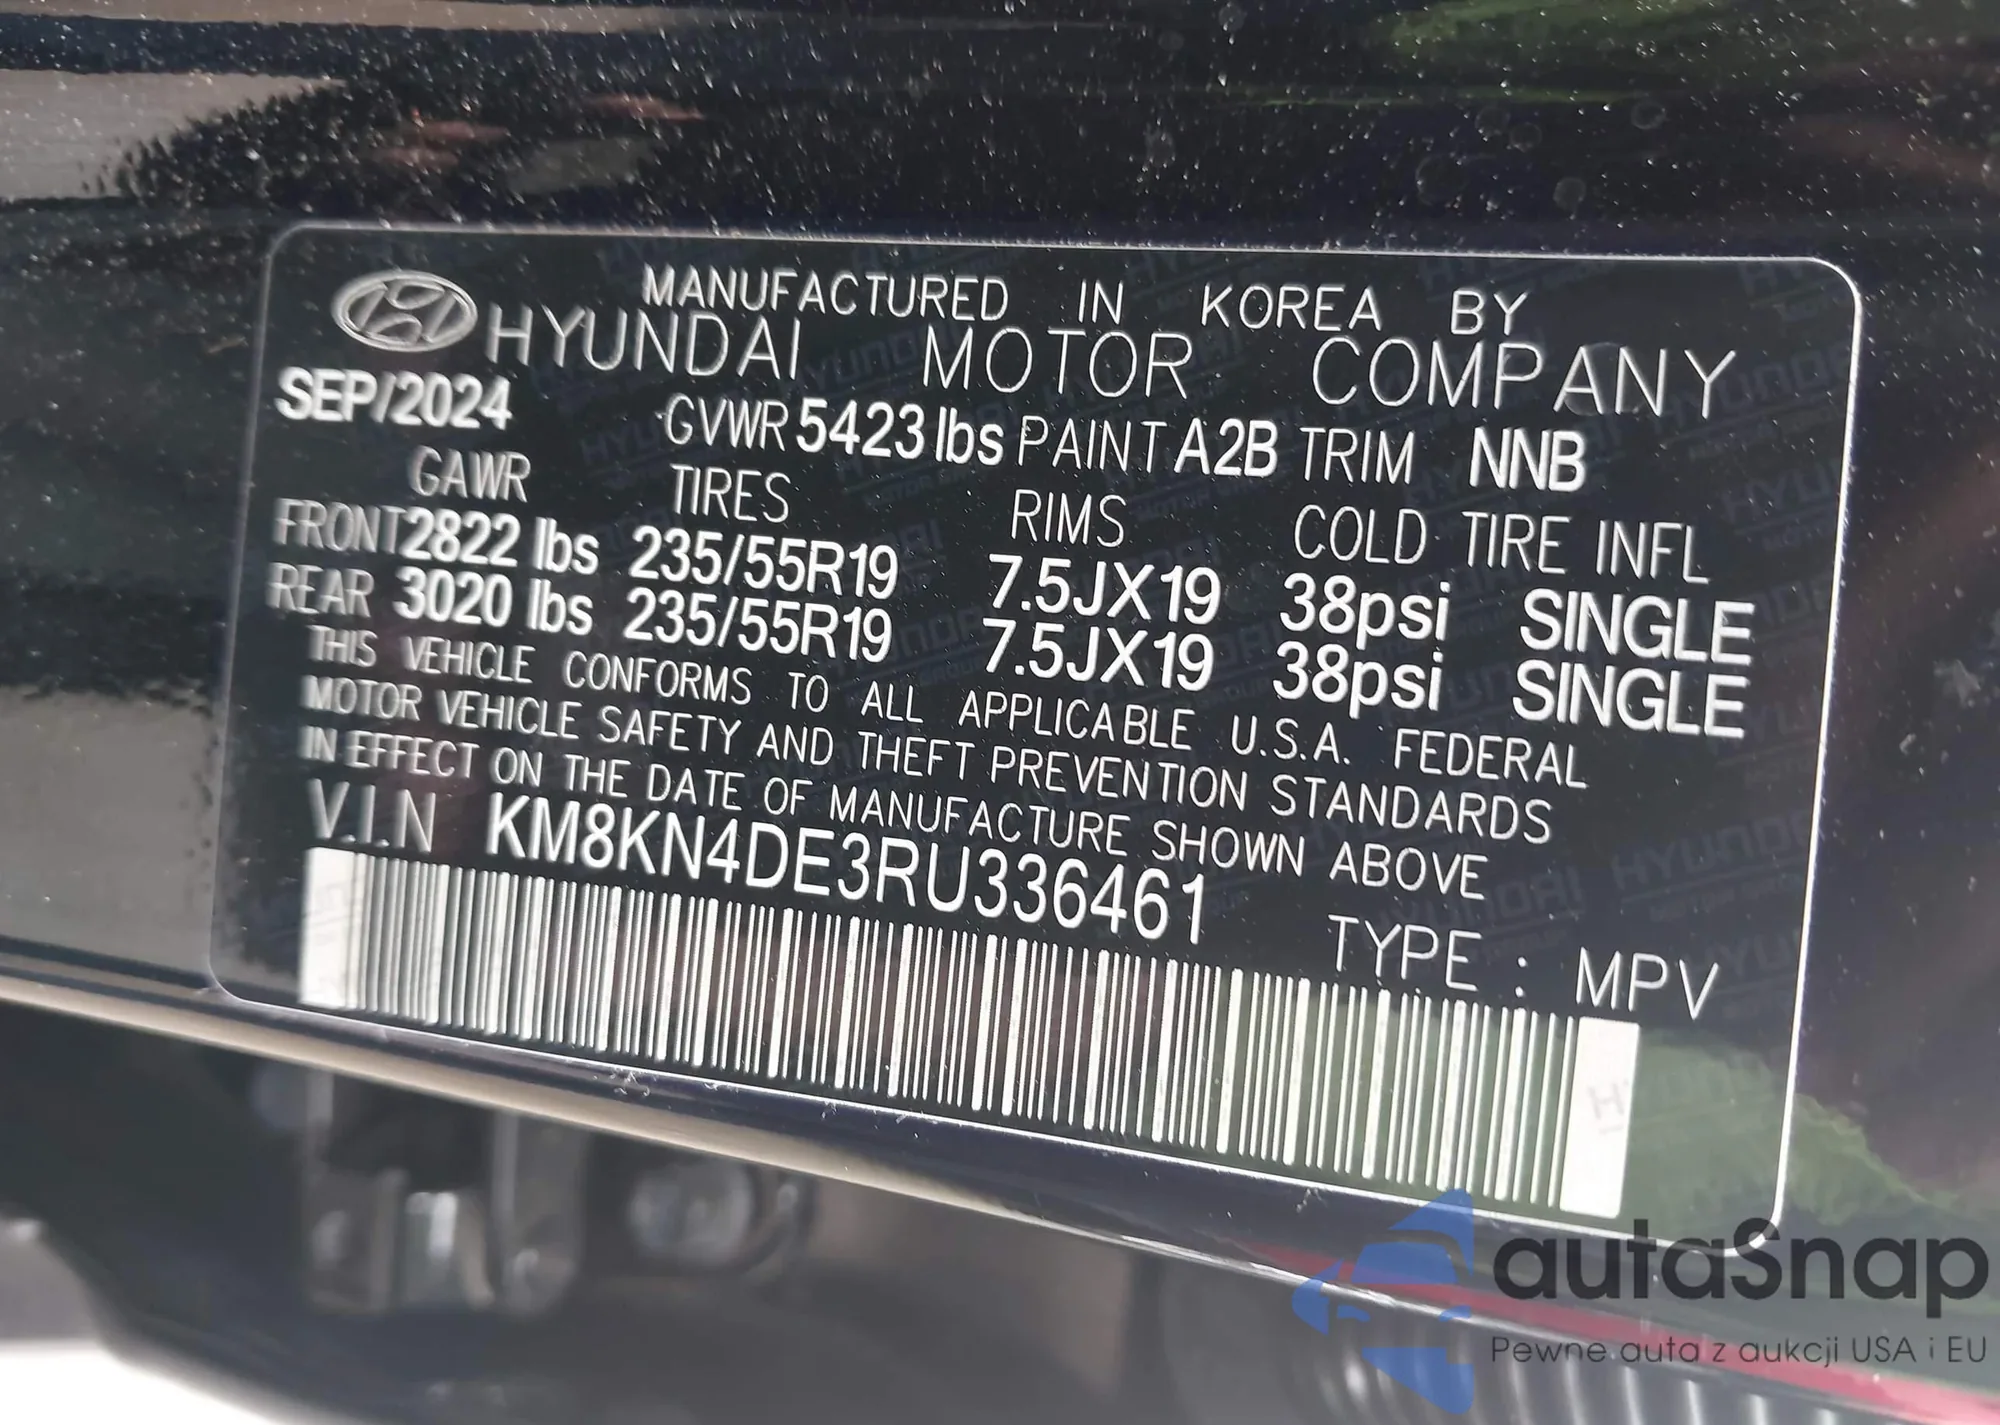 MANUFACTURED IN KOREA BY
HYUNDAI MOTOR COMPANY
SEP/2024 GVWR 5423 lbs PAINT A2B TRIM NNB
GAWR TIRES RIMS COLD TIRE INFL
FRONT 2822 lbs 235/55R19 7.5JX19 38psi SINGLE
REAR 3020 lbs 235/55R19 7.5JX19 38psi SINGLE
THIS VEHICLE CONFORMS TO ALL APPLICABLE U.S.A. FEDERAL
MOTOR VEHICLE SAFETY AND THEFT PREVENTION STANDARDS
IN EFFECT ON THE DATE OF MANUFACTURE SHOWN ABOVE
V.I.N KM8KN4DE3RU336461
TYPE : MPV
autaSnap
Pewne auta z aukcji USA i EU